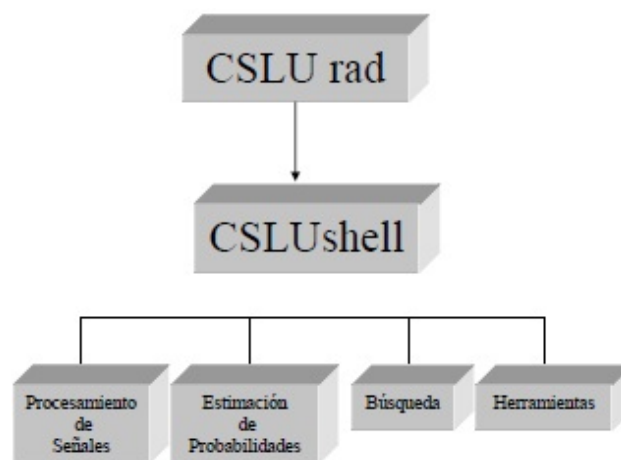 CSLU rad
CSLUshell
Procesamiento
de
Señales
Estimación
de
Probabilidades
Búsqueda
Herramientas